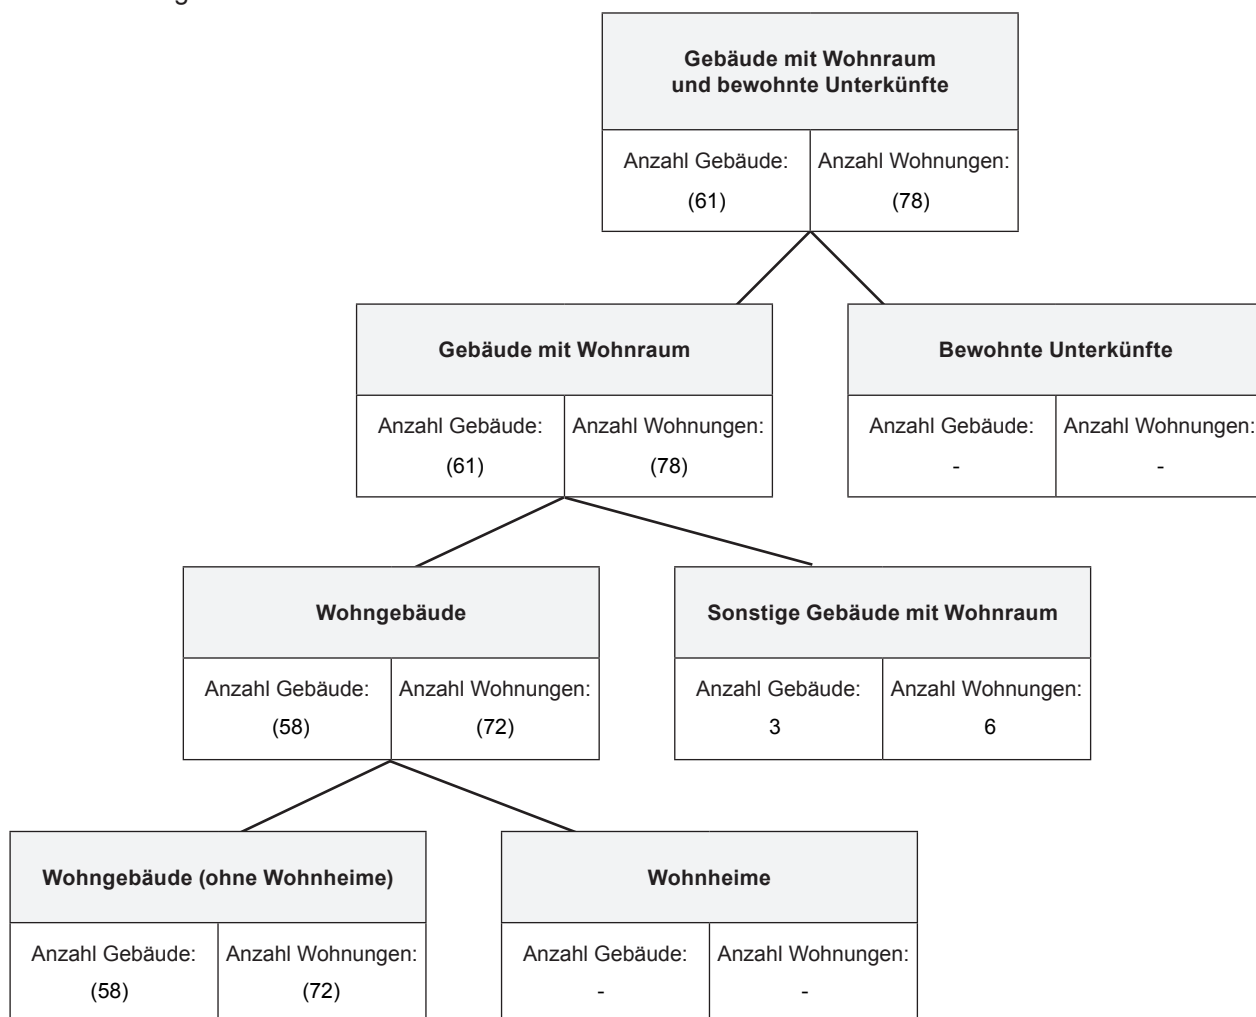 Gebäude mit Wohnraum
und bewohnte Unterkünfte
Anzahl Gebäude: Anzahl Wohnungen:
(61) (78)
Gebäude mit Wohnraum
Anzahl Gebäude: Anzahl Wohnungen:
(61) (78)
Bewohnte Unterkünfte
Anzahl Gebäude: Anzahl Wohnungen:
- -
Wohngebäude
Anzahl Gebäude: Anzahl Wohnungen:
(58) (72)
Sonstige Gebäude mit Wohnraum
Anzahl Gebäude: Anzahl Wohnungen:
3 6
Wohngebäude (ohne Wohnheime)
Anzahl Gebäude: Anzahl Wohnungen:
(58) (72)
Wohnheime
Anzahl Gebäude: Anzahl Wohnungen:
- -